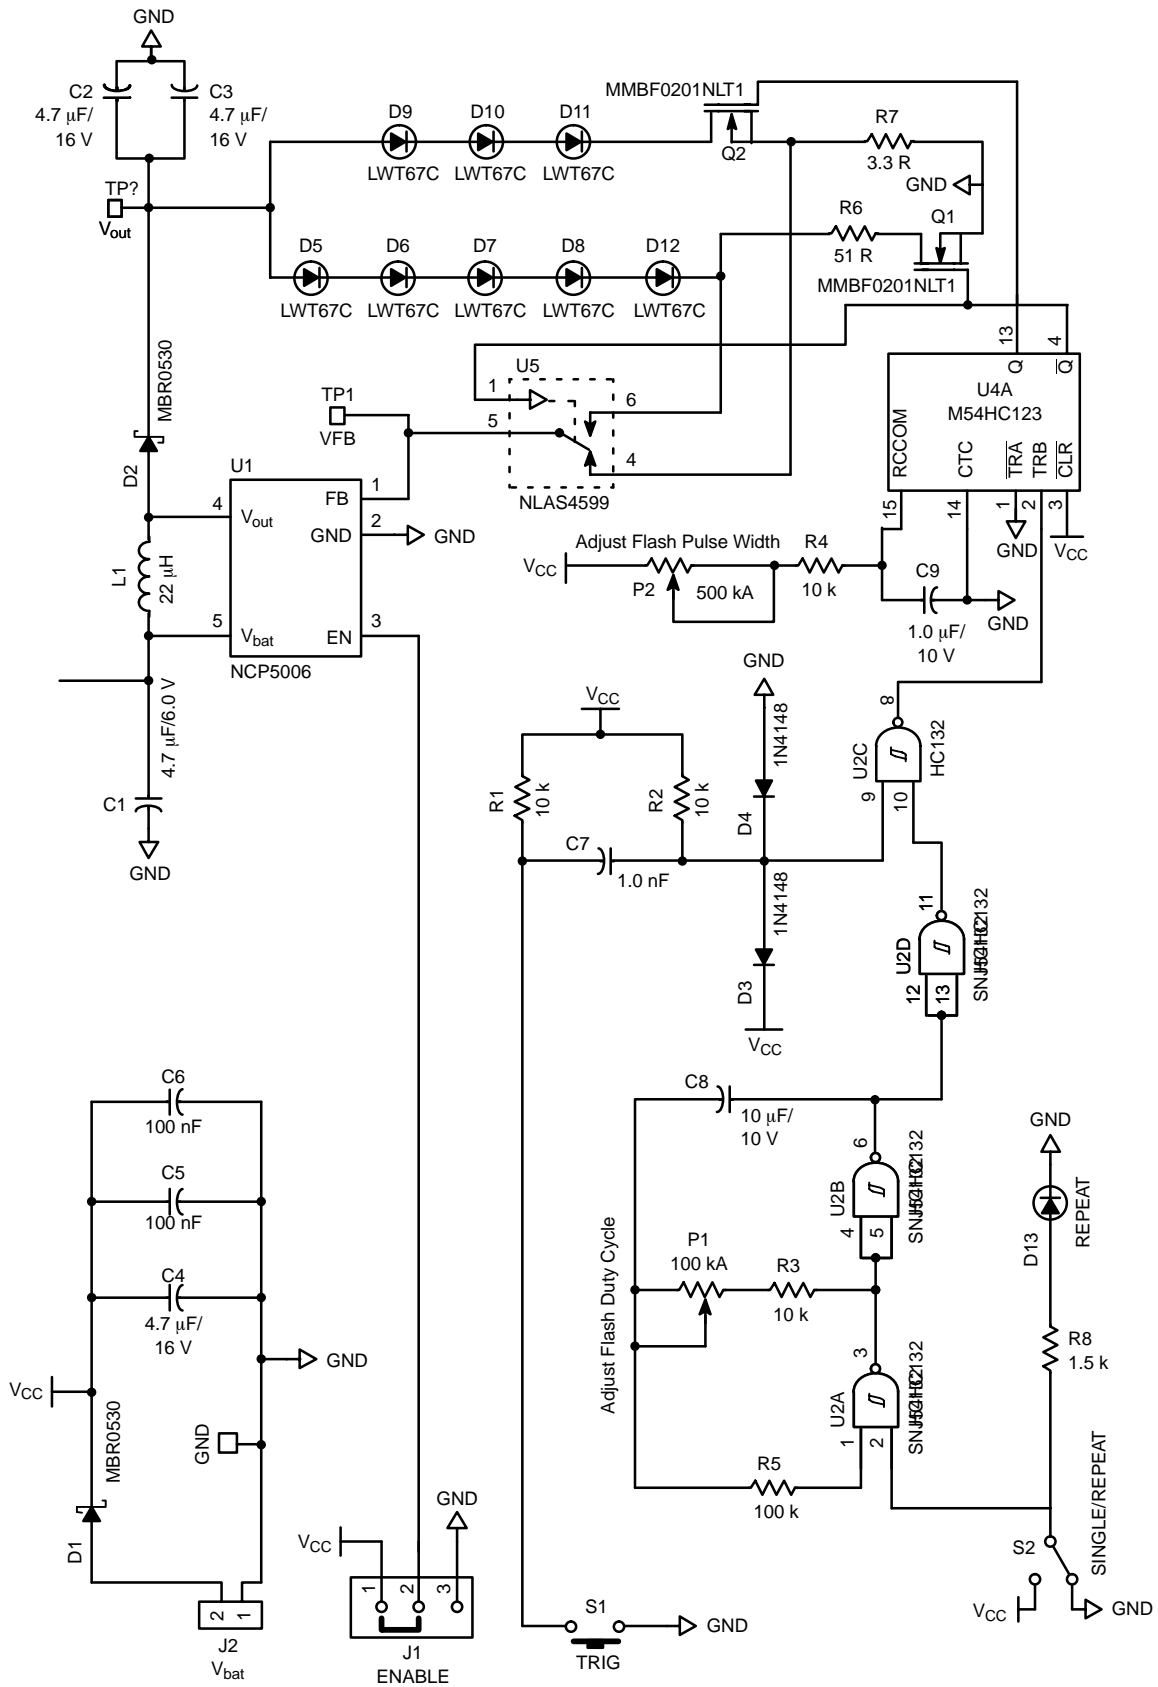 GND
C2
4.7 μF/
16 V
C3
4.7 μF/
16 V
TP?
Vout
D9
LWT67C
D10
LWT67C
D11
LWT67C
MMBF0201NLT1
Q2
R7
3.3 R
GND
R6
51 R
Q1
MMBF0201NLT1
D5
LWT67C
D6
LWT67C
D7
LWT67C
D8
LWT67C
D12
LWT67C
MBR0530
D2
L1
22 μH
U1
4
Vout
5
Vbat
FB
1
GND
2
GND
EN
3
NCP5006
TP1
VFB
U5
1
5
6
4
NLAS4599
13
4
Q
Q
U4A
M54HC123
RCCOM
CTC
TRA
TRB
CLR
15
14
1
2
3
GND
VCC
Adjust Flash Pulse Width
VCC
P2
500 kA
R4
10 k
C9
1.0 μF/
10 V
GND
4.7 μF/6.0 V
C1
GND
VCC
R1
10 k
R2
10 k
C7
1.0 nF
GND
1N4148
D4
1N4148
D3
VCC
8
U2C
HC132
9
10
11
U2D
12
13
C6
100 nF
C5
100 nF
C4
4.7 μF/
16 V
GND
VCC
MBR0530
GND
D1
2
1
J2
Vbat
C8
10 μF/
10 V
6
U2B
4
5
Adjust Flash Duty Cycle
P1
100 kA
R3
10 k
3
U2A
1
2
R5
100 k
GND
REPEAT
D13
R8
1.5 k
SINGLE/REPEAT
S2
VCC
GND
VCC
GND
1
2
3
J1
ENABLE
S1
TRIG
GND